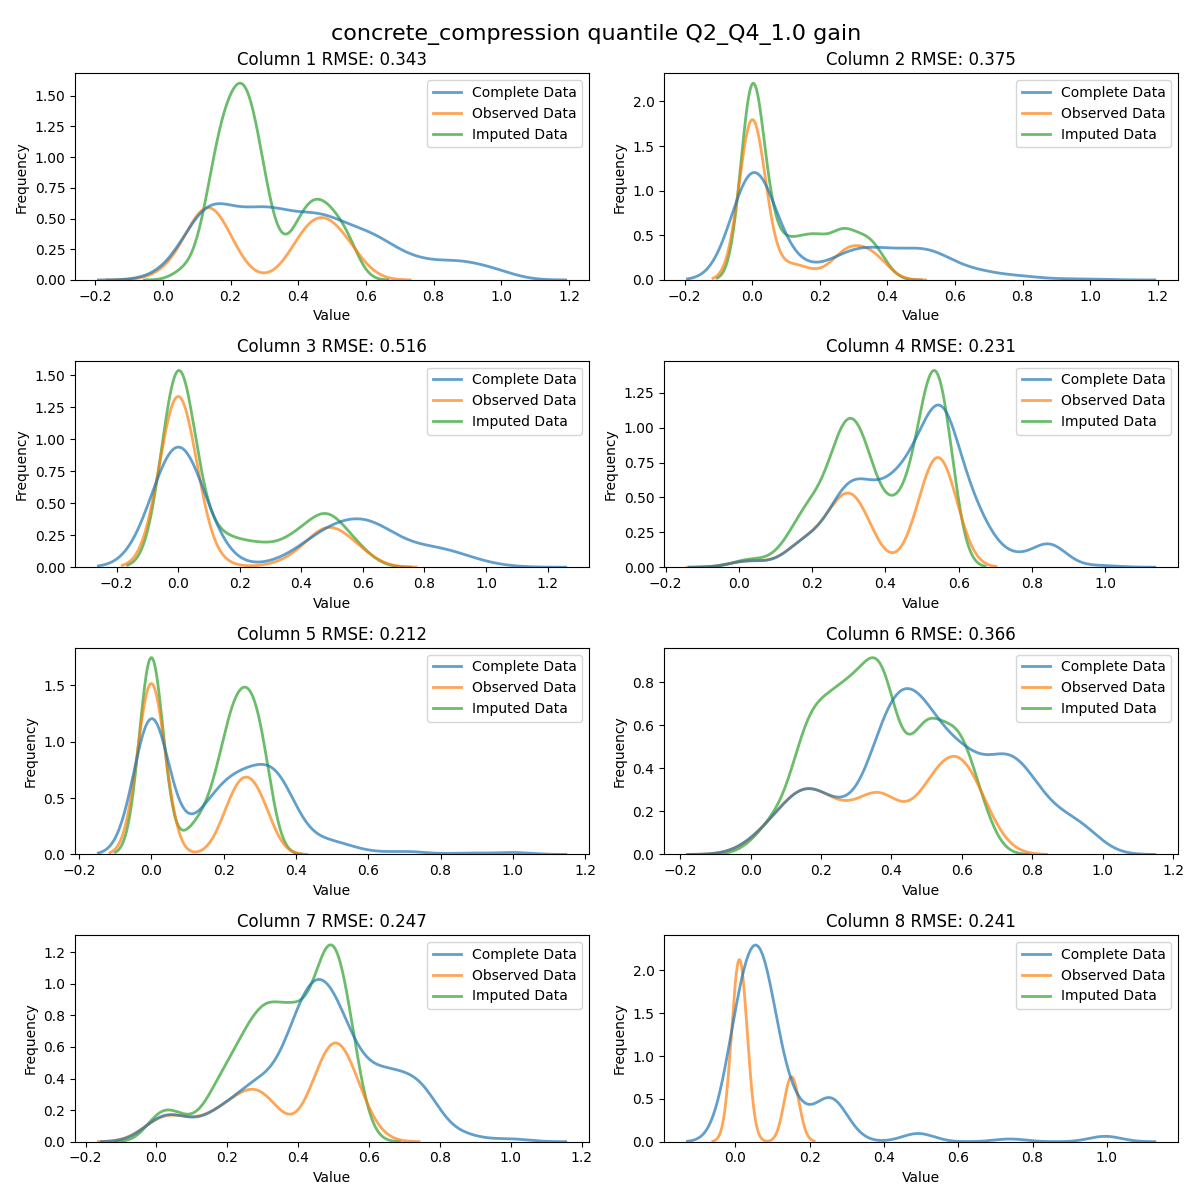 concrete_compression quantile Q2_Q4_1.0 gain
Column 1 RMSE: 0.343
Frequency
1.50
1.25
1.00
0.75
0.50
0.25
0.00
Complete Data
Observed Data
Imputed Data
−0.2 0.0 0.2 0.4 0.6 0.8 1.0 1.2
Value
Column 2 RMSE: 0.375
Frequency
2.0
1.5
1.0
0.5
0.0
Complete Data
Observed Data
Imputed Data
−0.2 0.0 0.2 0.4 0.6 0.8 1.0 1.2
Value
Column 3 RMSE: 0.516
Frequency
1.50
1.25
1.00
0.75
0.50
0.25
0.00
Complete Data
Observed Data
Imputed Data
−0.2 0.0 0.2 0.4 0.6 0.8 1.0 1.2
Value
Column 4 RMSE: 0.231
Frequency
1.25
1.00
0.75
0.50
0.25
0.00
Complete Data
Observed Data
Imputed Data
−0.2 0.0 0.2 0.4 0.6 0.8 1.0
Value
Column 5 RMSE: 0.212
Frequency
1.5
1.0
0.5
0.0
Complete Data
Observed Data
Imputed Data
−0.2 0.0 0.2 0.4 0.6 0.8 1.0 1.2
Value
Column 6 RMSE: 0.366
Frequency
0.8
0.6
0.4
0.2
0.0
Complete Data
Observed Data
Imputed Data
−0.2 0.0 0.2 0.4 0.6 0.8 1.0 1.2
Value
Column 7 RMSE: 0.247
Frequency
1.2
1.0
0.8
0.6
0.4
0.2
0.0
Complete Data
Observed Data
Imputed Data
−0.2 0.0 0.2 0.4 0.6 0.8 1.0 1.2
Value
Column 8 RMSE: 0.241
Frequency
2.0
1.5
1.0
0.5
0.0
Complete Data
Observed Data
Imputed Data
0.0 0.2 0.4 0.6 0.8 1.0
Value